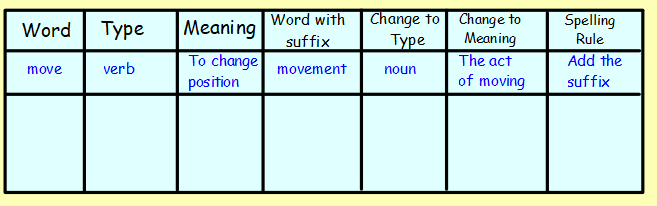 Word Type Meaning Word with suffix Change to Type Change to Meaning Spelling Rule
move verb To change position movement noun The act of moving Add the suffix